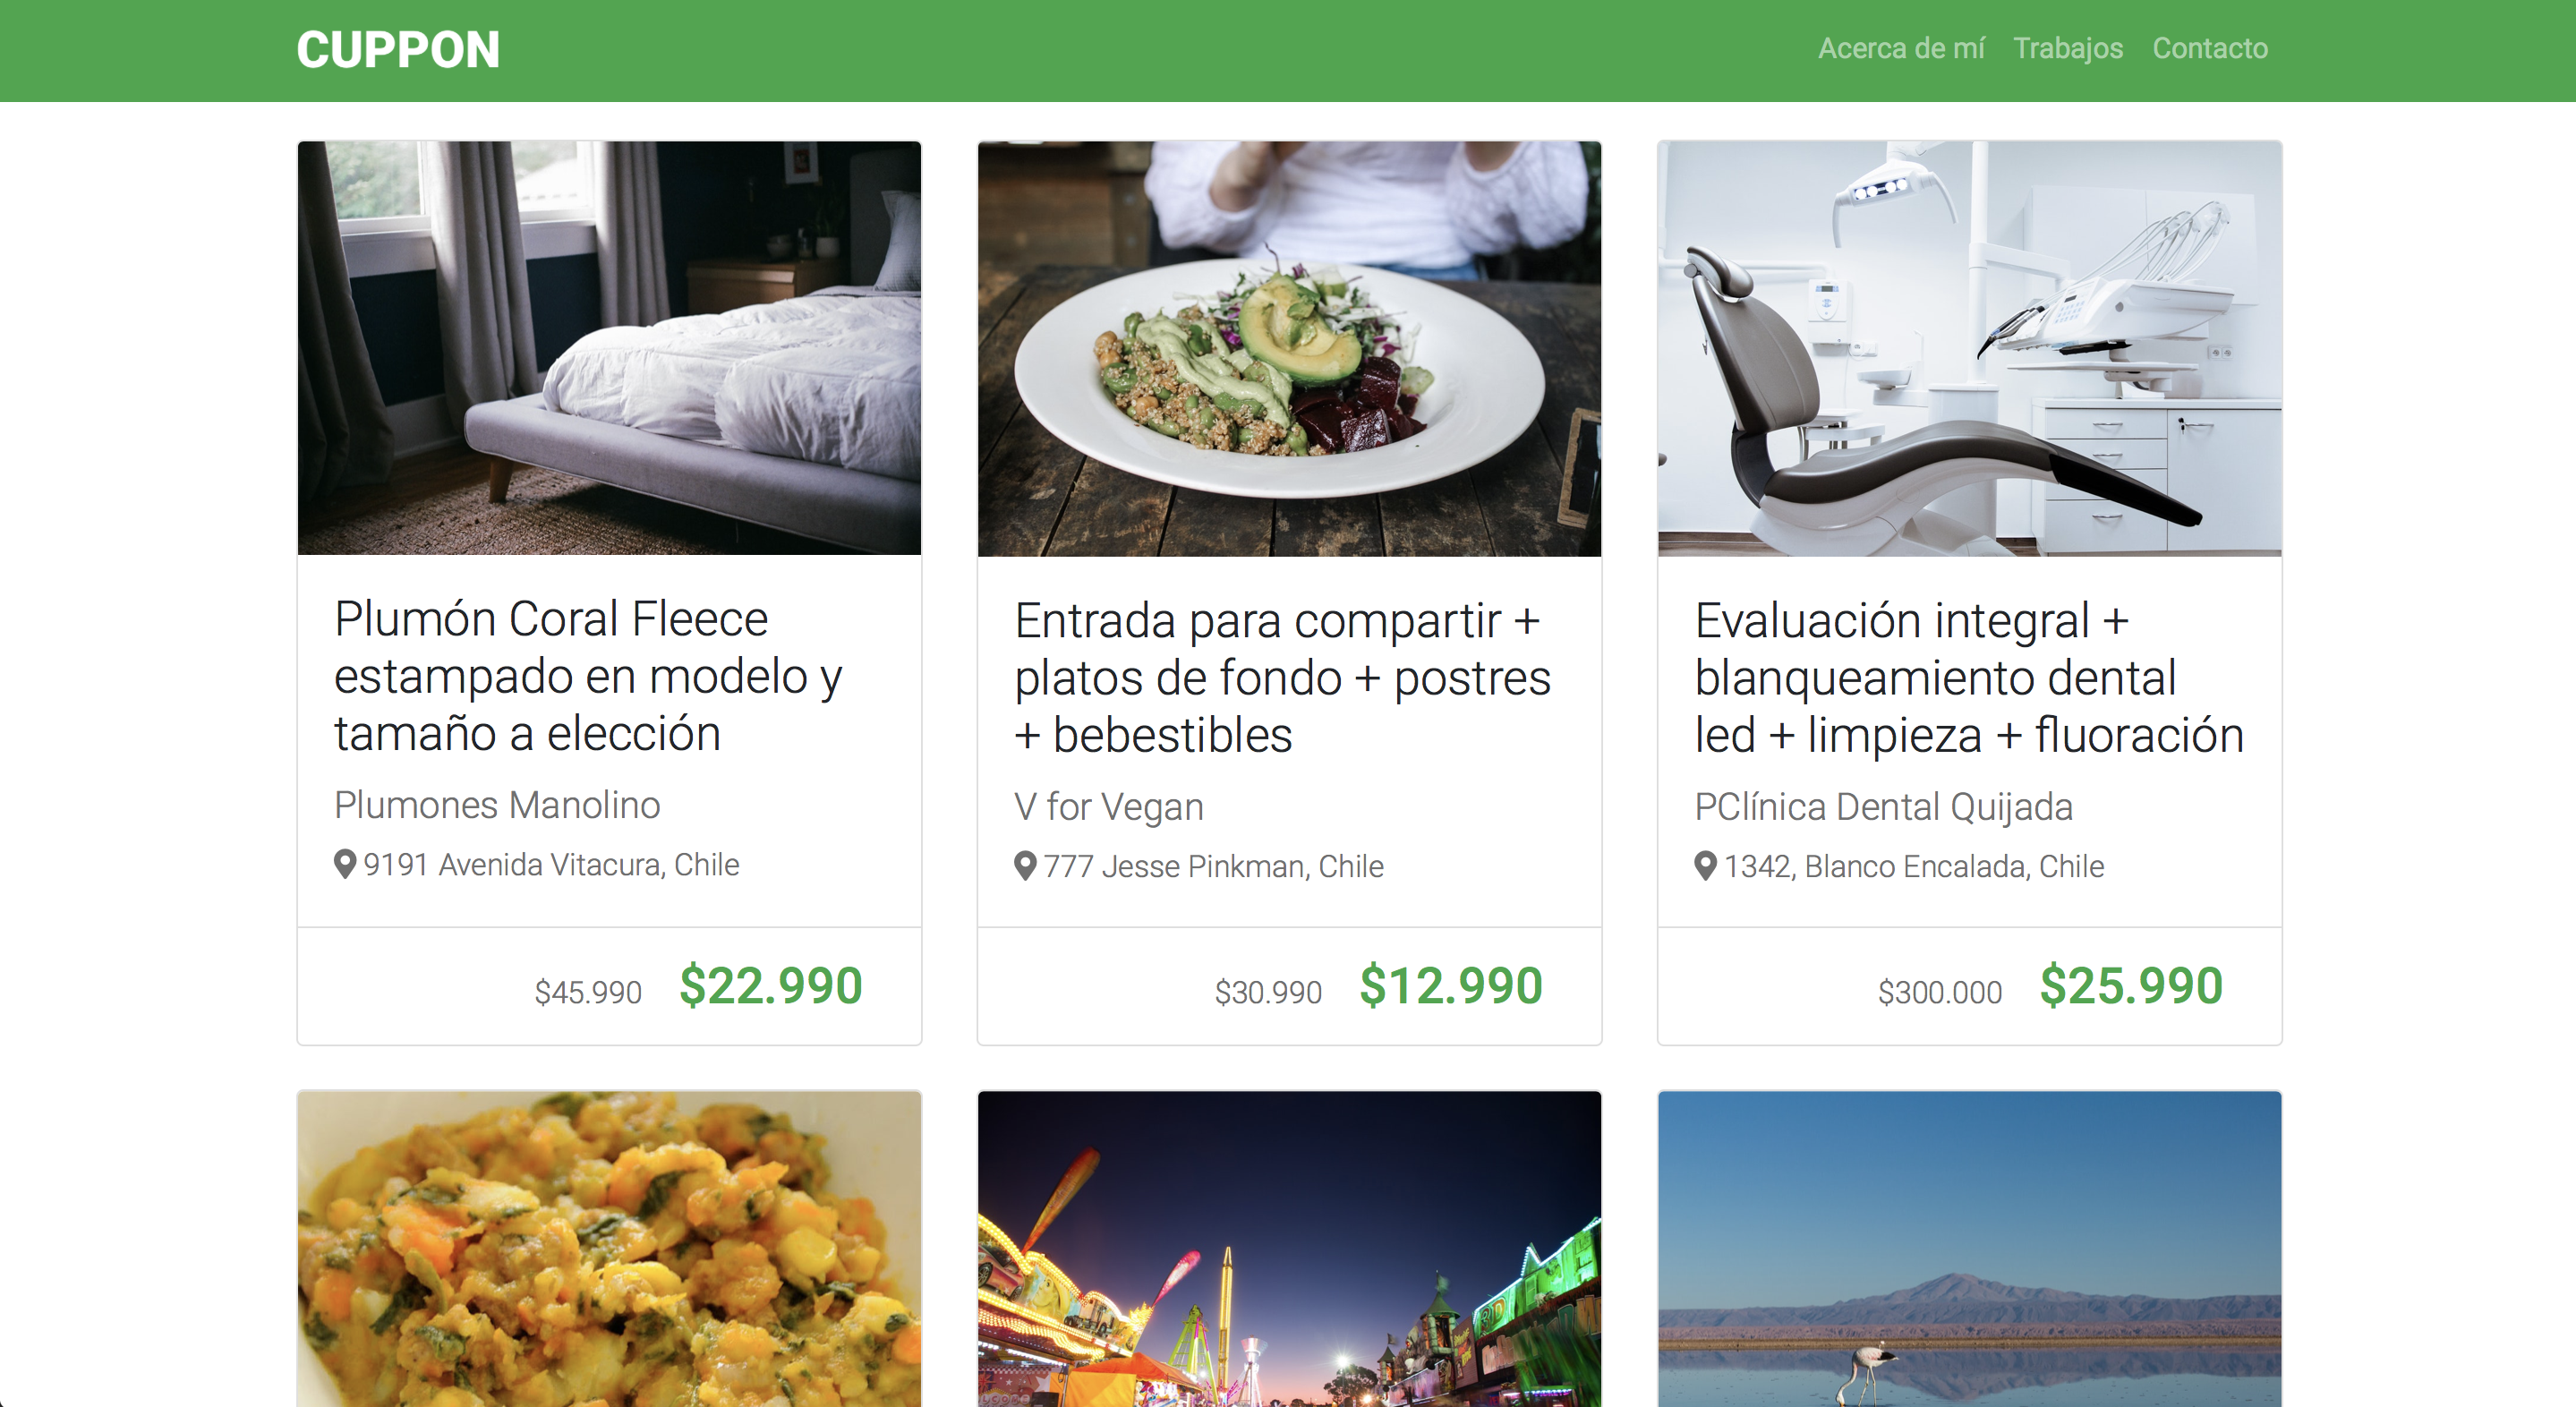 CUPPON
Acerca de mí Trabajos Contacto
Plumón Coral Fleece
estampado en modelo y
tamaño a elección
Plumones Manolino
9191 Avenida Vitacura, Chile
$45.990 $22.990
Entrada para compartir +
platos de fondo + postres
+ bebestibles
V for Vegan
777 Jesse Pinkman, Chile
$30.990 $12.990
Evaluación integral +
blanqueamiento dental
led + limpieza + fluoración
PClínica Dental Quijada
1342, Blanco Encalada, Chile
$300.000 $25.990